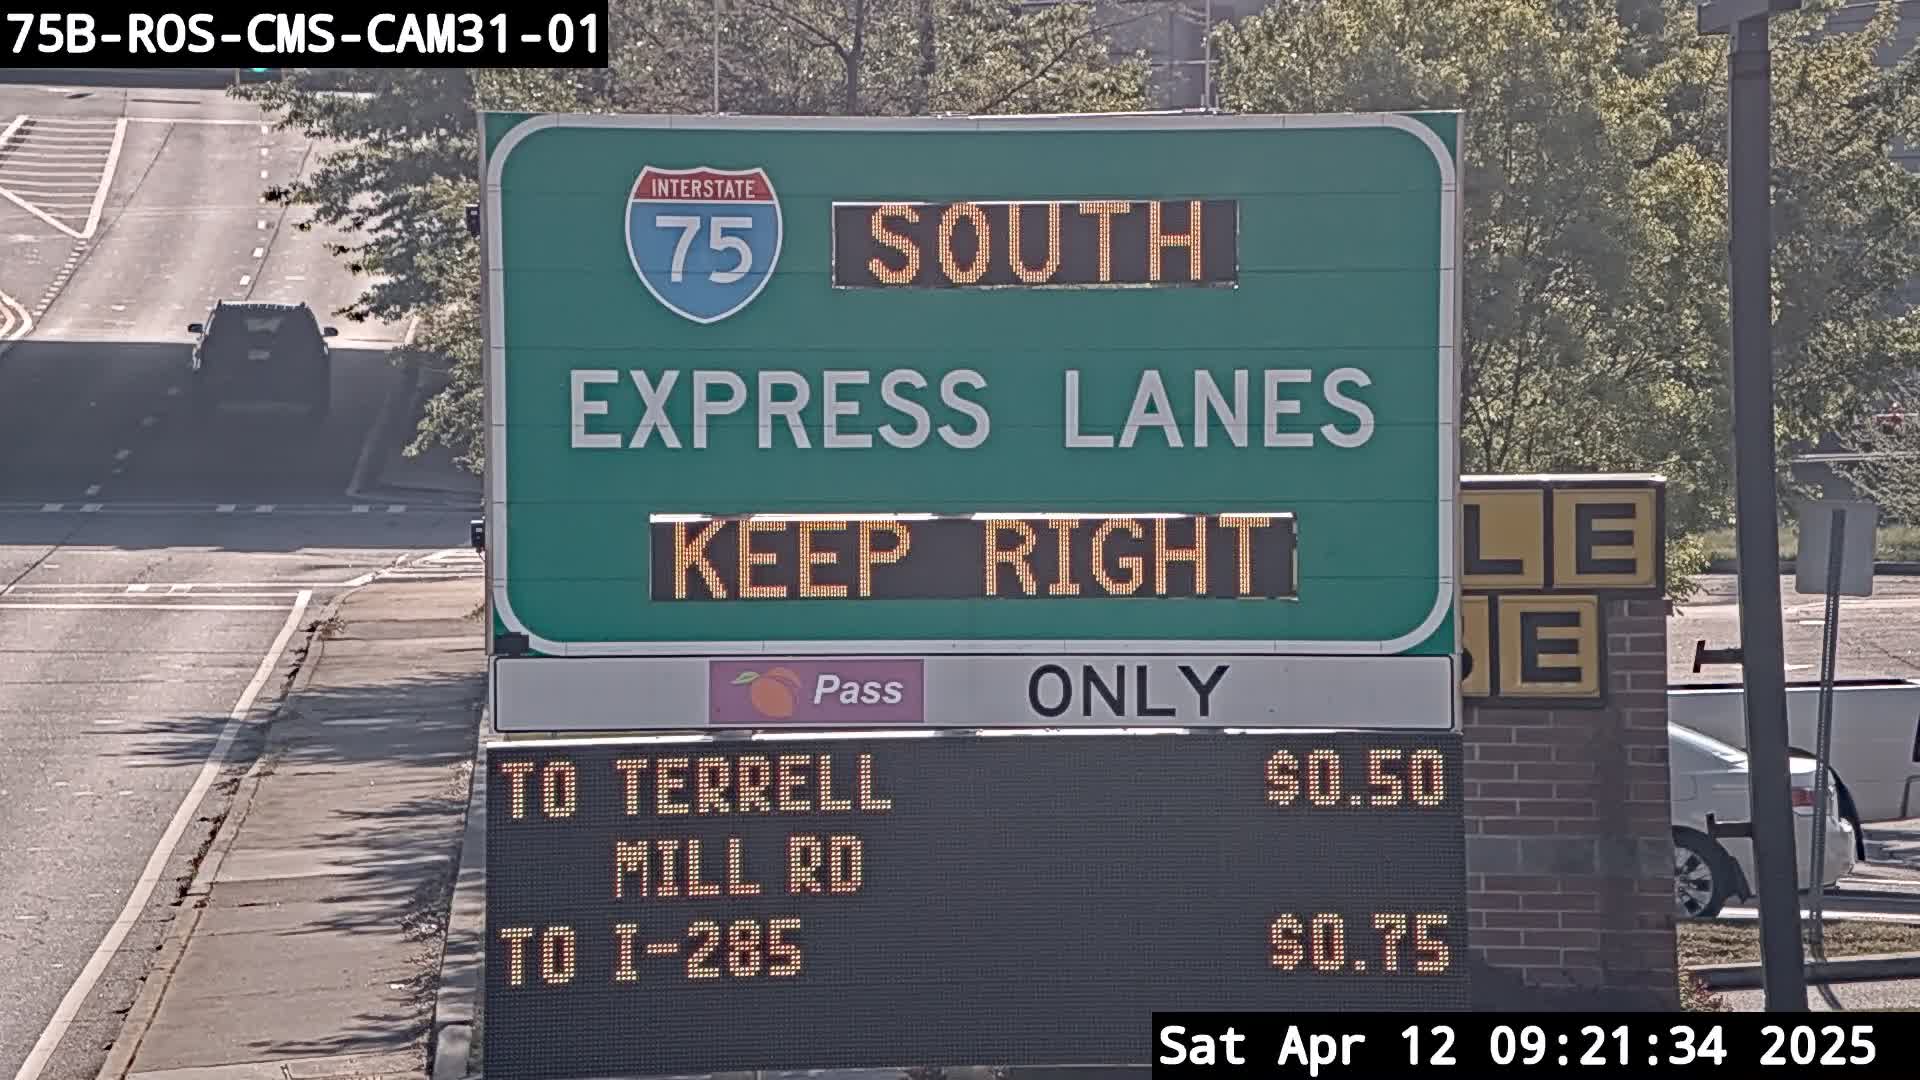 75B-ROS-CMS-CAM31-01
INTERSTATE
75
SOUTH
EXPRESS LANES
KEEP RIGHT
Pass ONLY
TO TERRELL $0.50
MILL RD
TO I-285 $0.75
LE
E
Sat Apr 12 09:21:34 2025